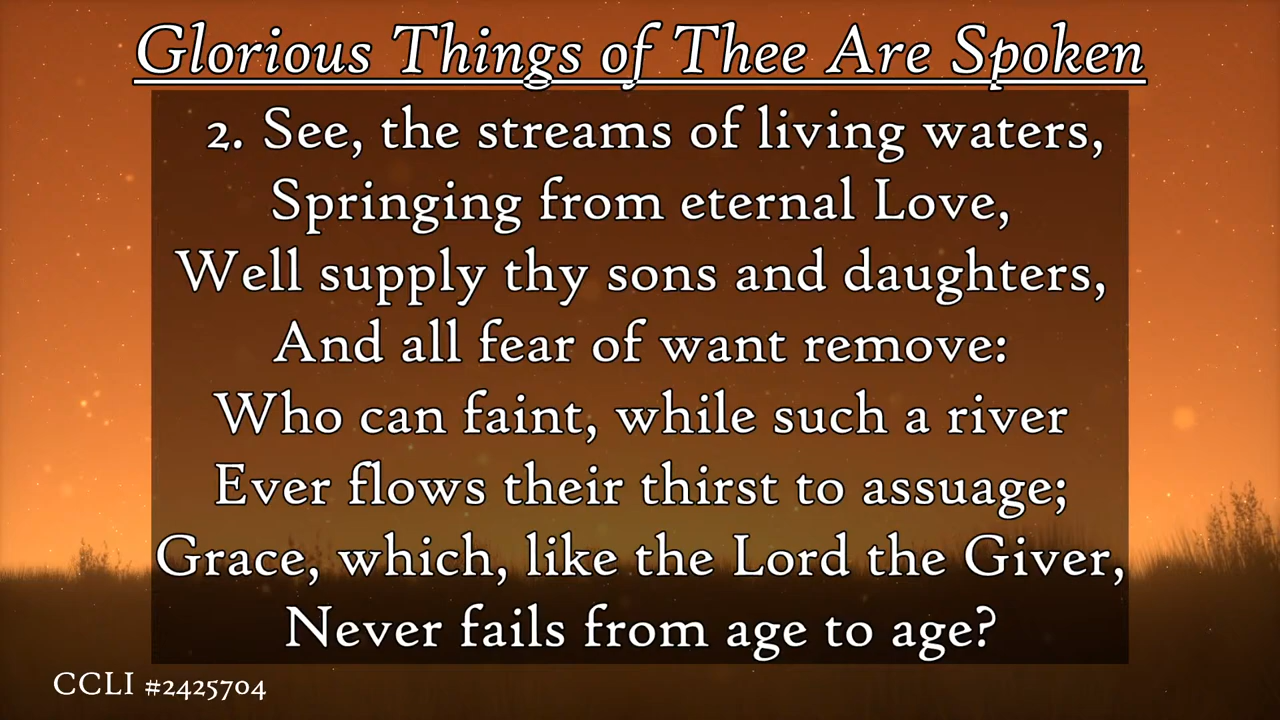 Glorious Things of Thee Are Spoken
2. See, the streams of living waters,
Springing from eternal Love,
Well supply thy sons and daughters,
And all fear of want remove:
Who can faint, while such a river
Ever flows their thirst to assuage;
Grace, which, like the Lord the Giver,
Never fails from age to age?
CCLI #2425704